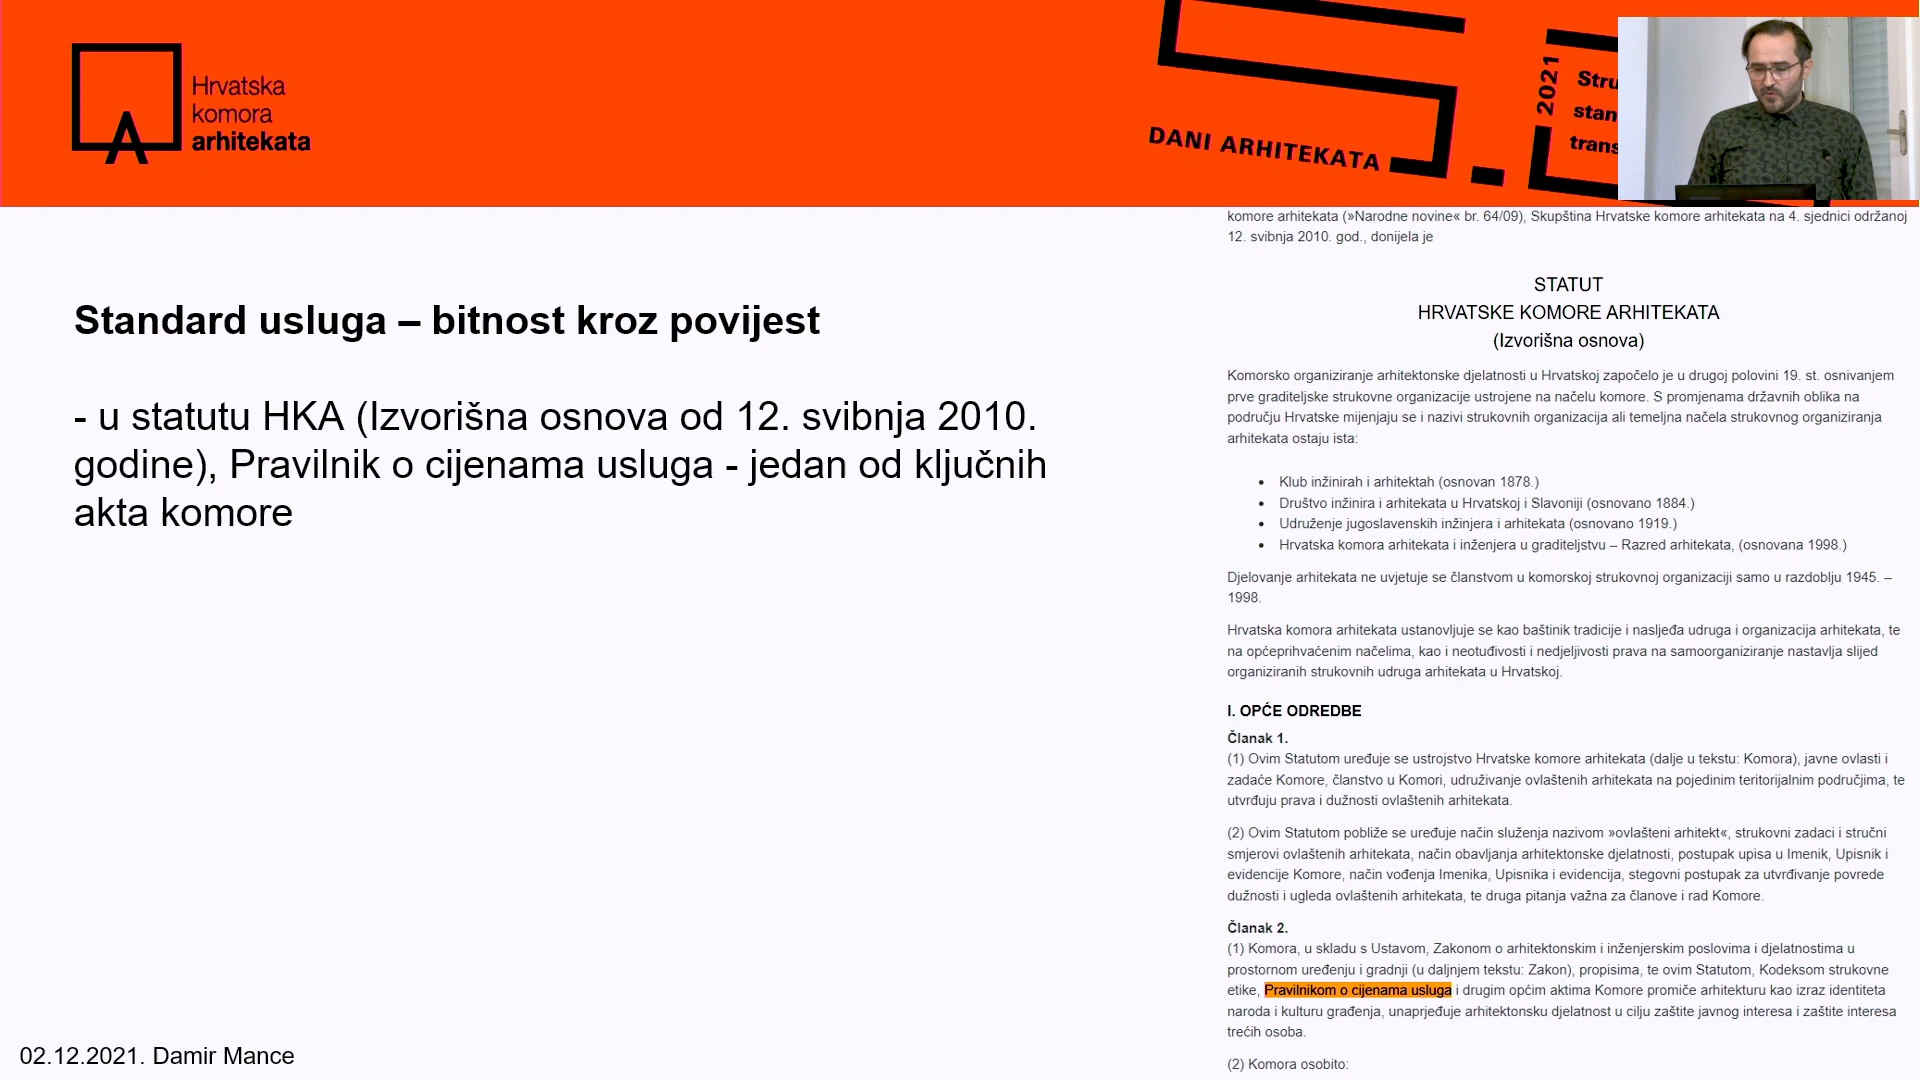 Hrvatska
komora
arhitekata
DANI ARHITEKATA
2021
Stru
stan
trans
komore arhitekata (»Narodne novine« br. 64/09), Skupština Hrvatske komore arhitekata na 4. sjednici održanoj
12. svibnja 2010. god., donijela je
Standard usluga – bitnost kroz povijest
- u statutu HKA (Izvorišna osnova od 12. svibnja 2010.
godine), Pravilnik o cijenama usluga - jedan od ključnih
akta komore
STATUT
HRVATSKE KOMORE ARHITEKATA
(Izvorišna osnova)
Komorsko organiziranje arhitektonske djelatnosti u Hrvatskoj započelo je u drugoj polovini 19. st. osnivanjem
prve graditeljske strukovne organizacije ustrojene na načelu komore. S promjenama državnih oblika na
području Hrvatske mijenjaju se i nazivi strukovnih organizacija ali temeljna načela strukovnog organiziranja
arhitekata ostaju ista:
• Klub inžinirah i arhitektah (osnovan 1878.)
• Društvo inžinira i arhitekata u Hrvatskoj i Slavoniji (osnovano 1884.)
• Udruženje jugoslavenskih inžinjera i arhitekata (osnovano 1919.)
• Hrvatska komora arhitekata i inženjera u graditeljstvu – Razred arhitekata, (osnovana 1998.)
Djelovanje arhitekata ne uvjetuje se članstvom u komorskoj strukovnoj organizaciji samo u razdoblju 1945. –
1998.
Hrvatska komora arhitekata ustanovljuje se kao baštinik tradicije i nasljeđa udruga i organizacija arhitekata, te
na općeprihvaćenim načelima, kao i neotuđivosti i nedjeljivosti prava na samoorganiziranje nastavlja slijed
organiziranih strukovnih udruga arhitekata u Hrvatskoj.
I. OPĆE ODREDBE
Članak 1.
(1) Ovim Statutom uređuje se ustrojstvo Hrvatske komore arhitekata (dalje u tekstu: Komora), javne ovlasti i
zadaće Komore, članstvo u Komori, udruživanje ovlaštenih arhitekata na pojedinim teritorijalnim područjima, te
utvrđuju prava i dužnosti ovlaštenih arhitekata.
(2) Ovim Statutom pobliže se uređuje način služenja nazivom »ovlašteni arhitekt«, strukovni zadaci i stručni
smjerovi ovlaštenih arhitekata, način obavljanja arhitektonske djelatnosti, postupak upisa u Imenik, Upisnik i
evidencije Komore, način vođenja Imenika, Upisnika i evidencija, stegovni postupak za utvrđivanje povrede
dužnosti i ugleda ovlaštenih arhitekata, te druga pitanja važna za članove i rad Komore.
Članak 2.
(1) Komora, u skladu s Ustavom, Zakonom o arhitektonskim i inženjerskim poslovima i djelatnostima u
prostornom uređenju i gradnji (u daljnjem tekstu: Zakon), propisima, te ovim Statutom, Kodeksom strukovne
etike, Pravilnikom o cijenama usluga i drugim općim aktima Komore promiče arhitekturu kao izraz identiteta
naroda i kulturu građenja, unaprjeđuje arhitektonsku djelatnost u cilju zaštite javnog interesa i zaštite interesa
trećih osoba.
(2) Komora osobito:
02.12.2021. Damir Mance